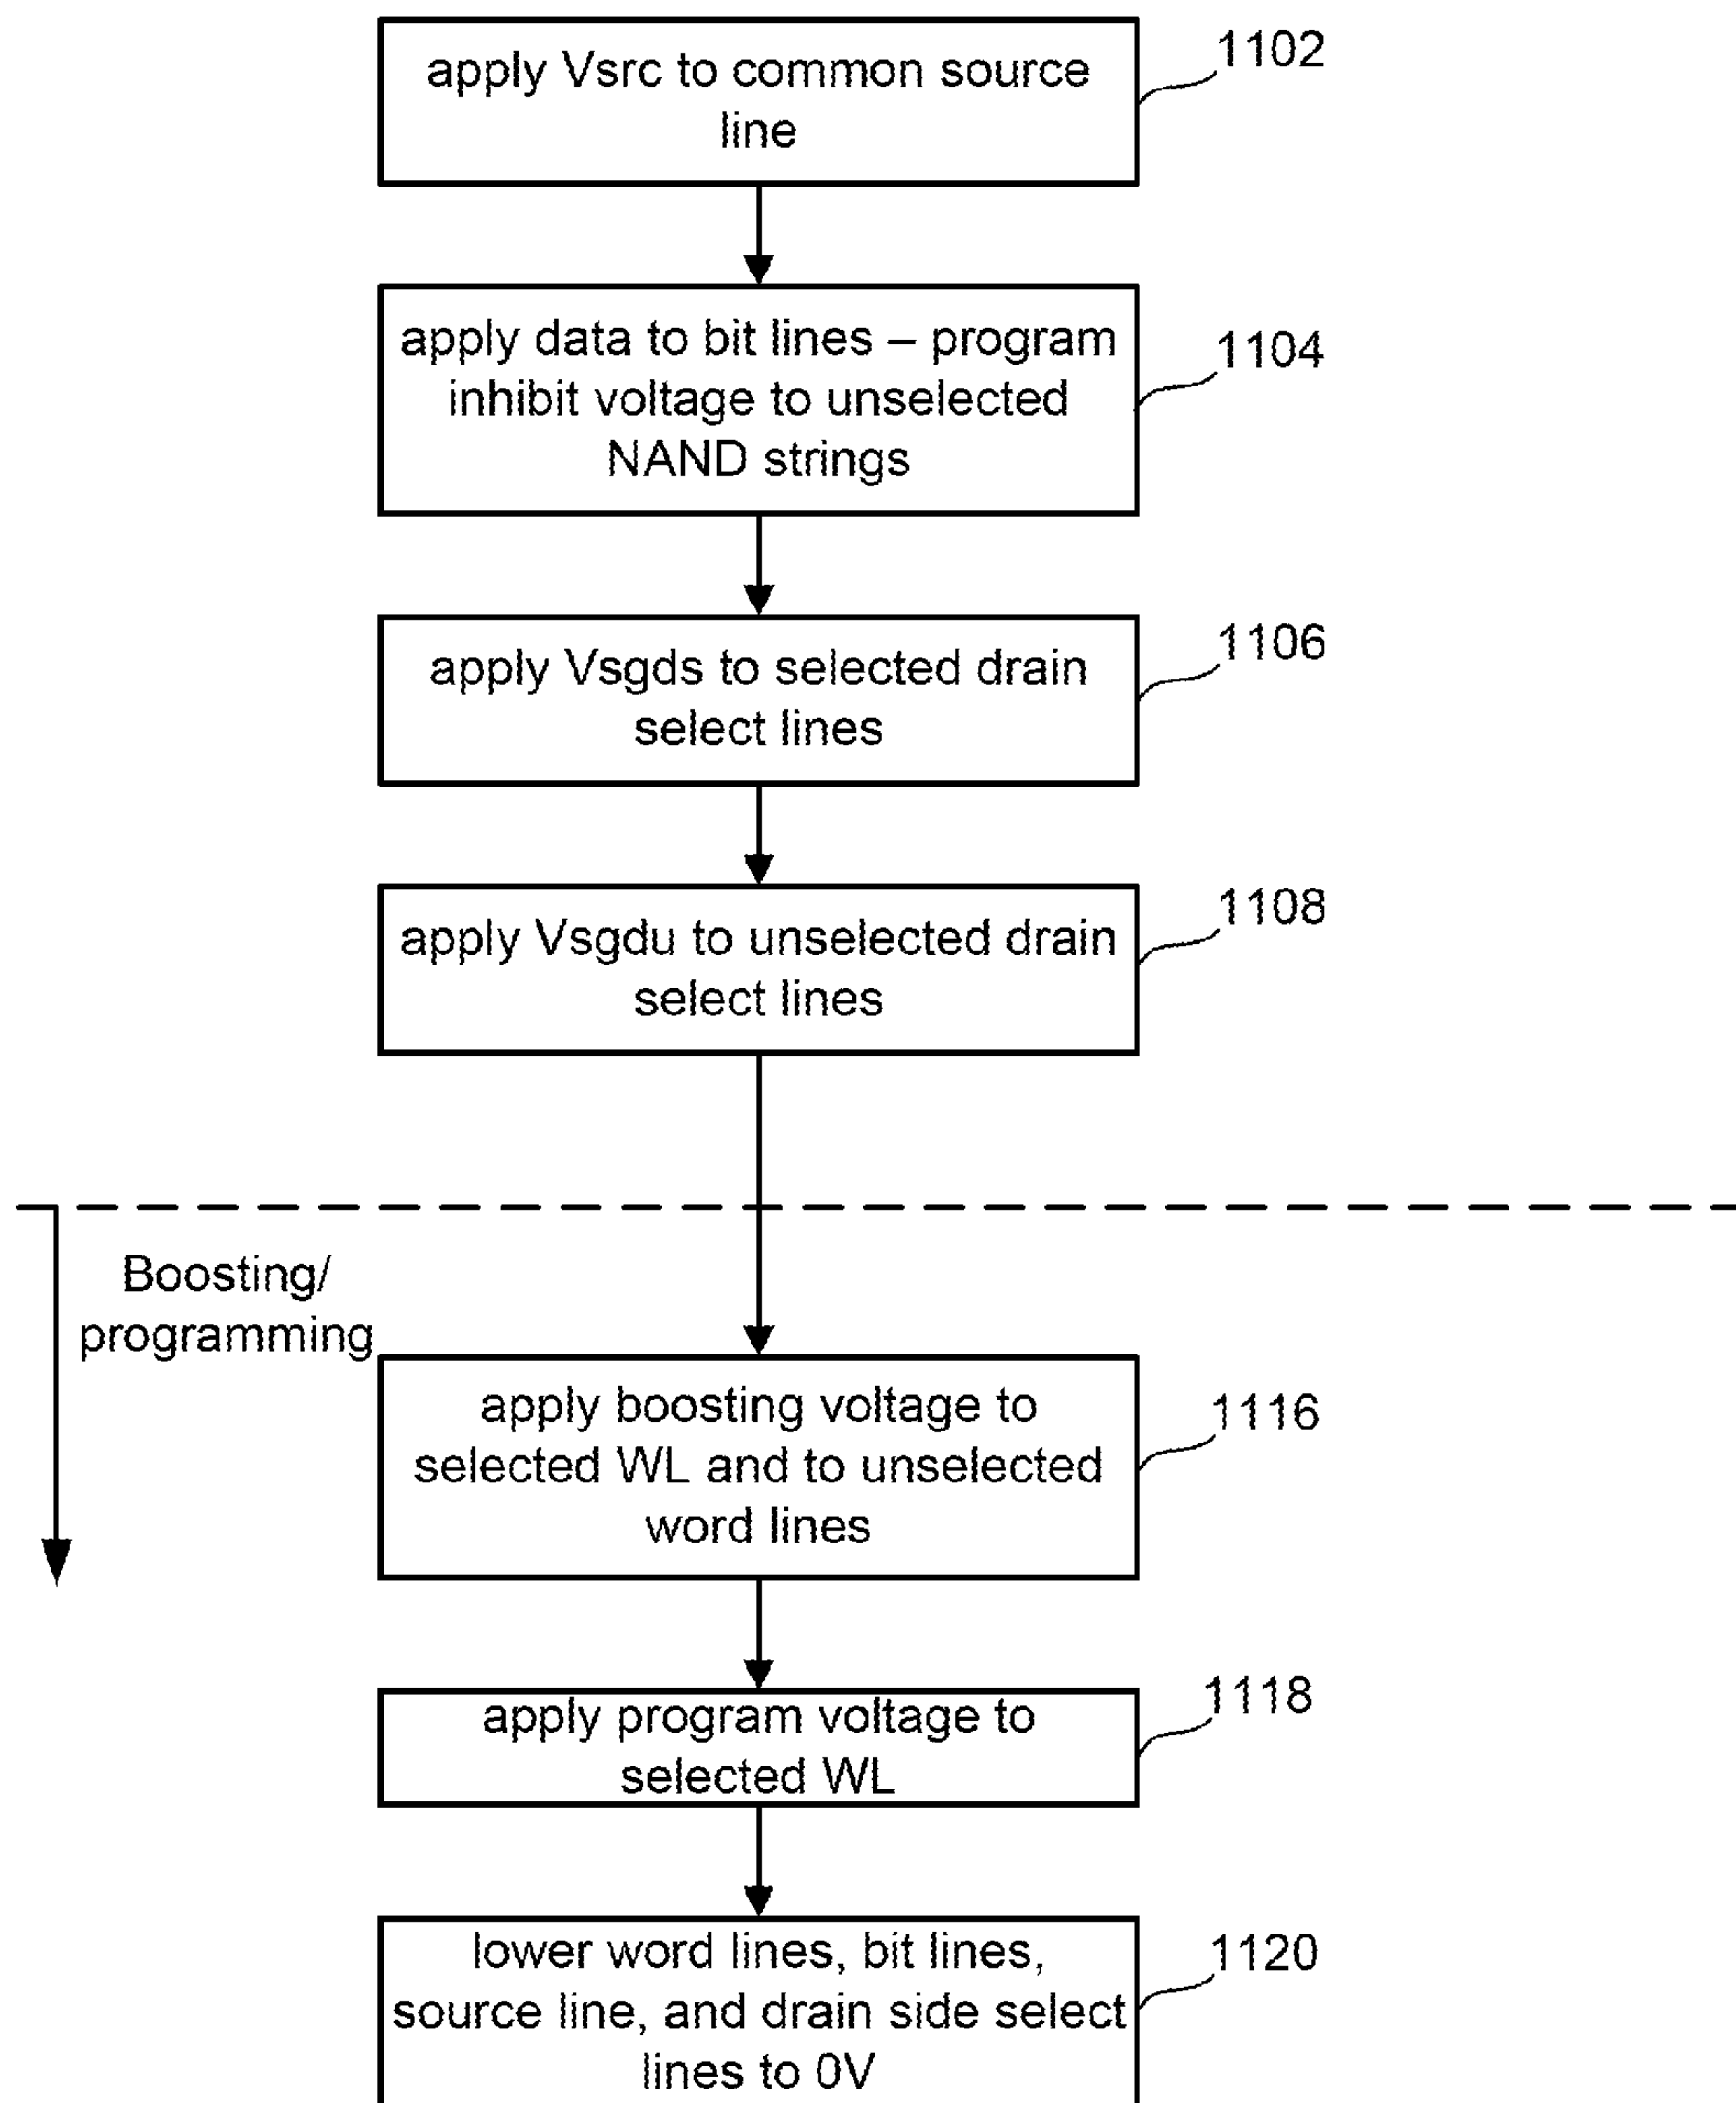 apply Vsrc to common source
line
1102
apply data to bit lines – program
inhibit voltage to unselected
NAND strings
1104
apply Vsgds to selected drain
select lines
1106
apply Vsgdu to unselected drain
select lines
1108
Boosting/
programming
apply boosting voltage to
selected WL and to unselected
word lines
1116
apply program voltage to
selected WL
1118
lower word lines, bit lines,
source line, and drain side select
lines to 0V
1120